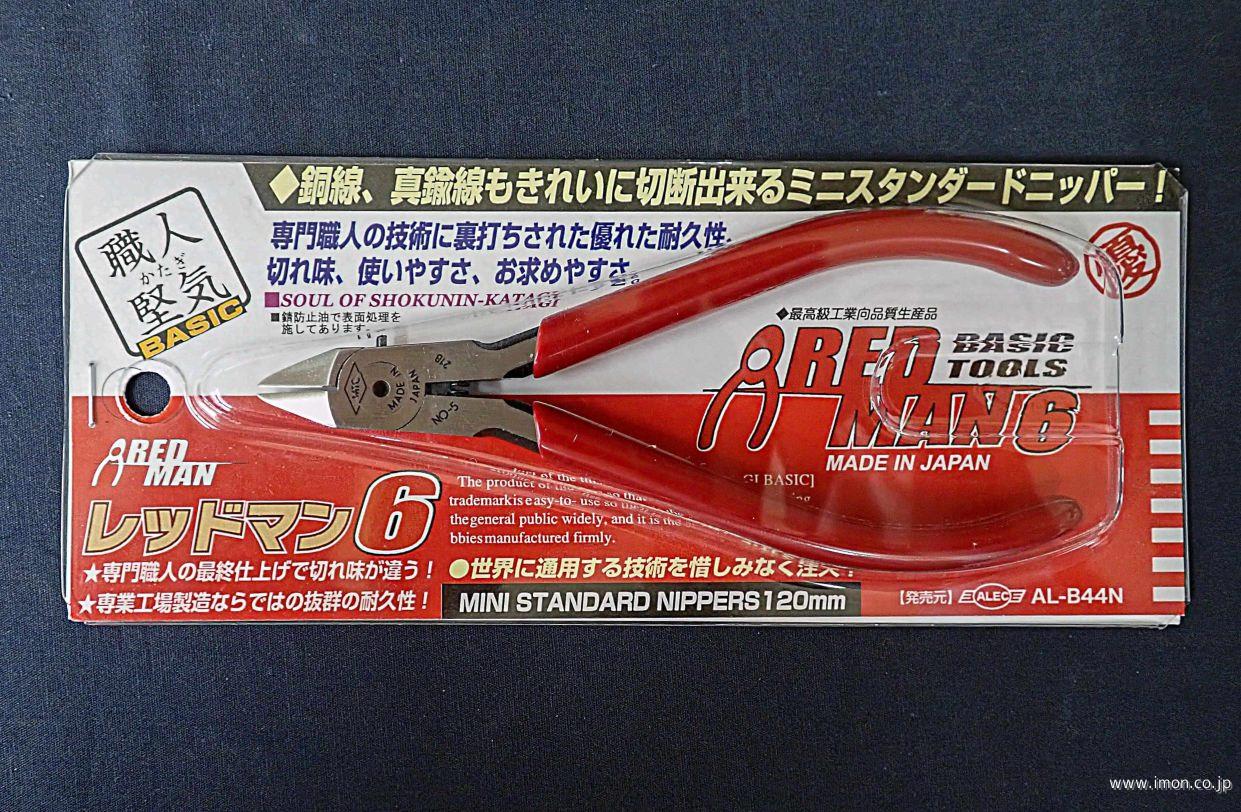 ◆銅線、真鍮線もきれいに切断出来るミニスタンダードニッパー！
職人
かたぎ
堅気
BASIC
専門職人の技術に裏打ちされた優れた耐久性、
切れ味、使いやすさ、お求めやすさ。
■SOUL OF SHOKUNIN-KATAGI
■錆防止油で表面処理を
施してあります。
優
◆最高級工業向品質生産品
RED
MAN 6
BASIC
TOOLS
MADE IN JAPAN
MIC
MADE IN
JAPAN
21B
NO-5
RED
MAN
レッドマン6
★専門職人の最終仕上げで切れ味が違う！
★専業工場製造ならではの抜群の耐久性！
The product of
trademark is easy-to- use so
the general public widely, and it is the
bbies manufactured firmly.
BASIC]
●世界に通用する技術を惜しみなく注入！
MINI STANDARD NIPPERS 120mm
【発売元】 ALEC AL-B44N
www.imon.co.jp